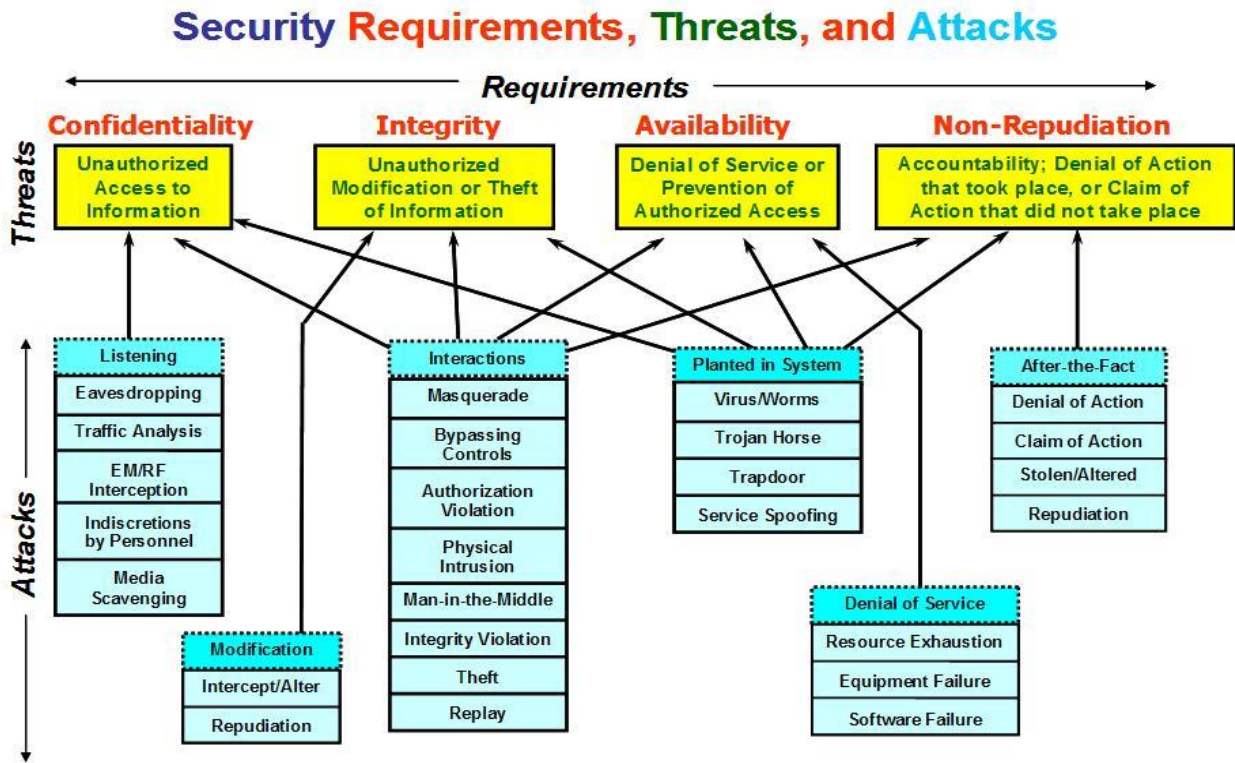 Security Requirements, Threats, and Attacks
Requirements
Confidentiality
Integrity
Availability
Non-Repudiation
Threats
Unauthorized
Access to
Information
Unauthorized
Modification or Theft
of Information
Denial of Service or
Prevention of
Authorized Access
Accountability; Denial of Action
that took place, or Claim of
Action that did not take place
Attacks
Listening
Eavesdropping
Traffic Analysis
EM/RF
Interception
Indiscretions
by Personnel
Media
Scavenging
Modification
Intercept/Alter
Repudiation
Interactions
Masquerade
Bypassing
Controls
Authorization
Violation
Physical
Intrusion
Man-in-the-Middle
Integrity Violation
Theft
Replay
Planted in System
Virus/Worms
Trojan Horse
Trapdoor
Service Spoofing
Denial of Service
Resource Exhaustion
Equipment Failure
Software Failure
After-the-Fact
Denial of Action
Claim of Action
Stolen/Altered
Repudiation